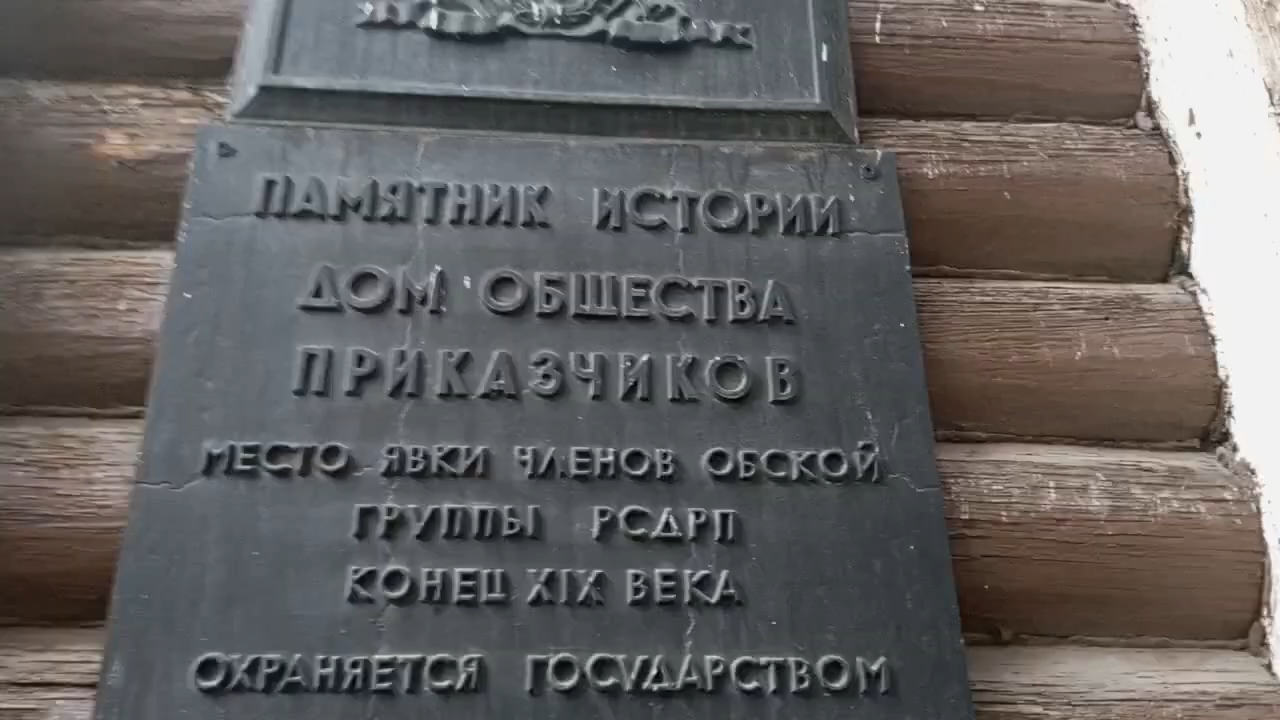 ПАМЯТНИК ИСТОРИИ
ДОМ ОБЩЕСТВА
ПРИКАЗЧИКОВ
МЕСТО ЯВКИ ЧЛЕНОВ ОБСКОЙ
ГРУППЫ РСДРП
КОНЕЦ XIX ВЕКА
ОХРАНЯЕТСЯ ГОСУДАРСТВОМ